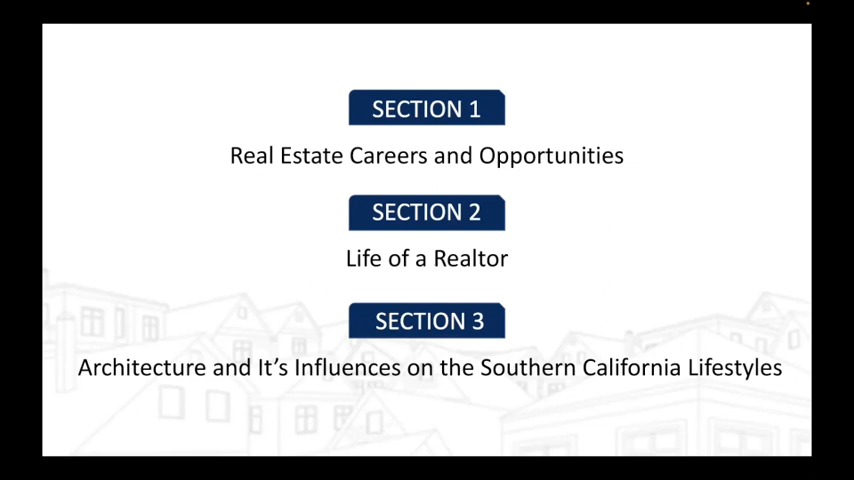 SECTION 1
Real Estate Careers and Opportunities
SECTION 2
Life of a Realtor
SECTION 3
Architecture and It’s Influences on the Southern California Lifestyles